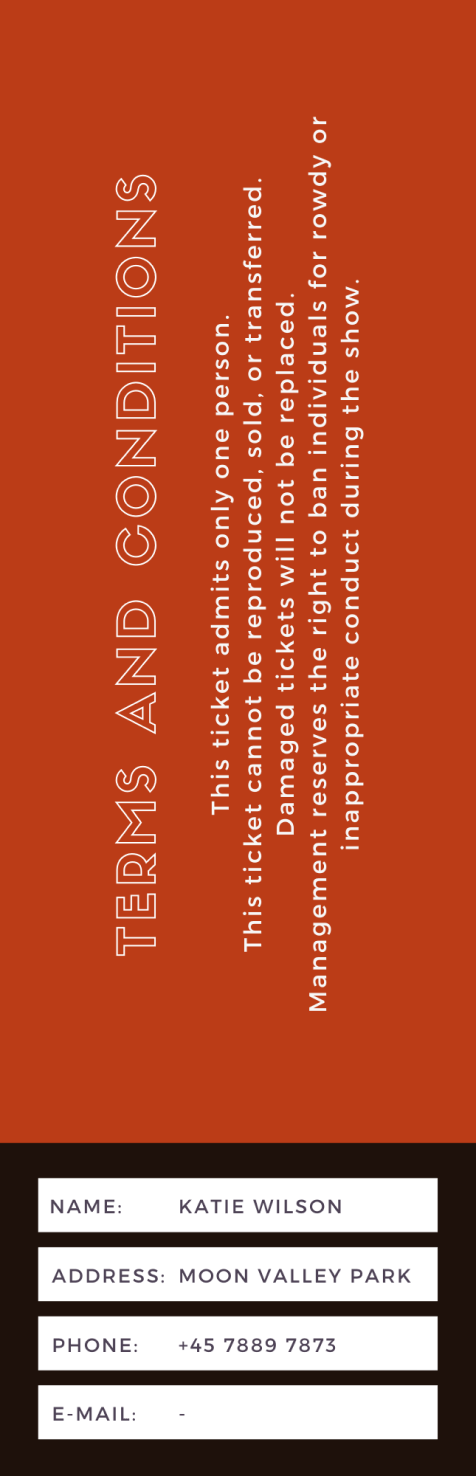 TERMS AND CONDITIONS
This ticket admits only one person.
This ticket cannot be reproduced, sold, or transferred.
Damaged tickets will not be replaced.
Management reserves the right to ban individuals for rowdy or
inappropriate conduct during the show.
NAME: KATIE WILSON
ADDRESS: MOON VALLEY PARK
PHONE: +45 7889 7873
E-MAIL: -